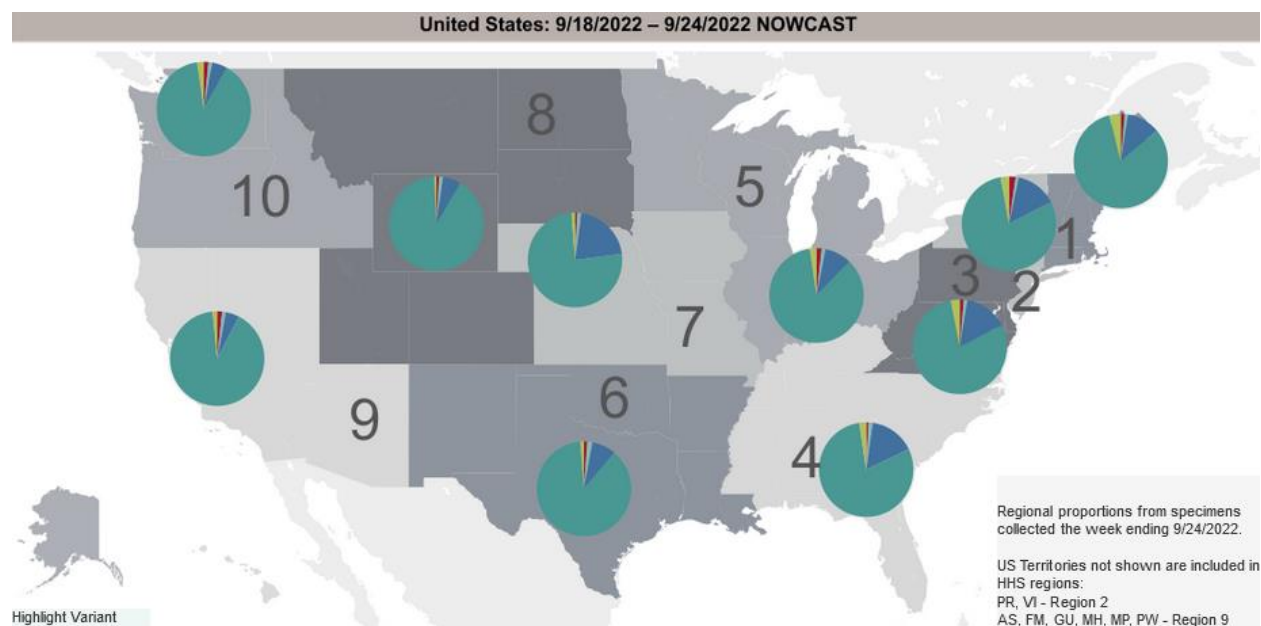 United States: 9/18/2022 – 9/24/2022 NOWCAST
8
10
5
1
3
2
7
6
9
4
Regional proportions from specimens
collected the week ending 9/24/2022.
US Territories not shown are included in
HHS regions:
PR, VI - Region 2
AS, FM, GU, MH, MP, PW - Region 9
Highlight Variant